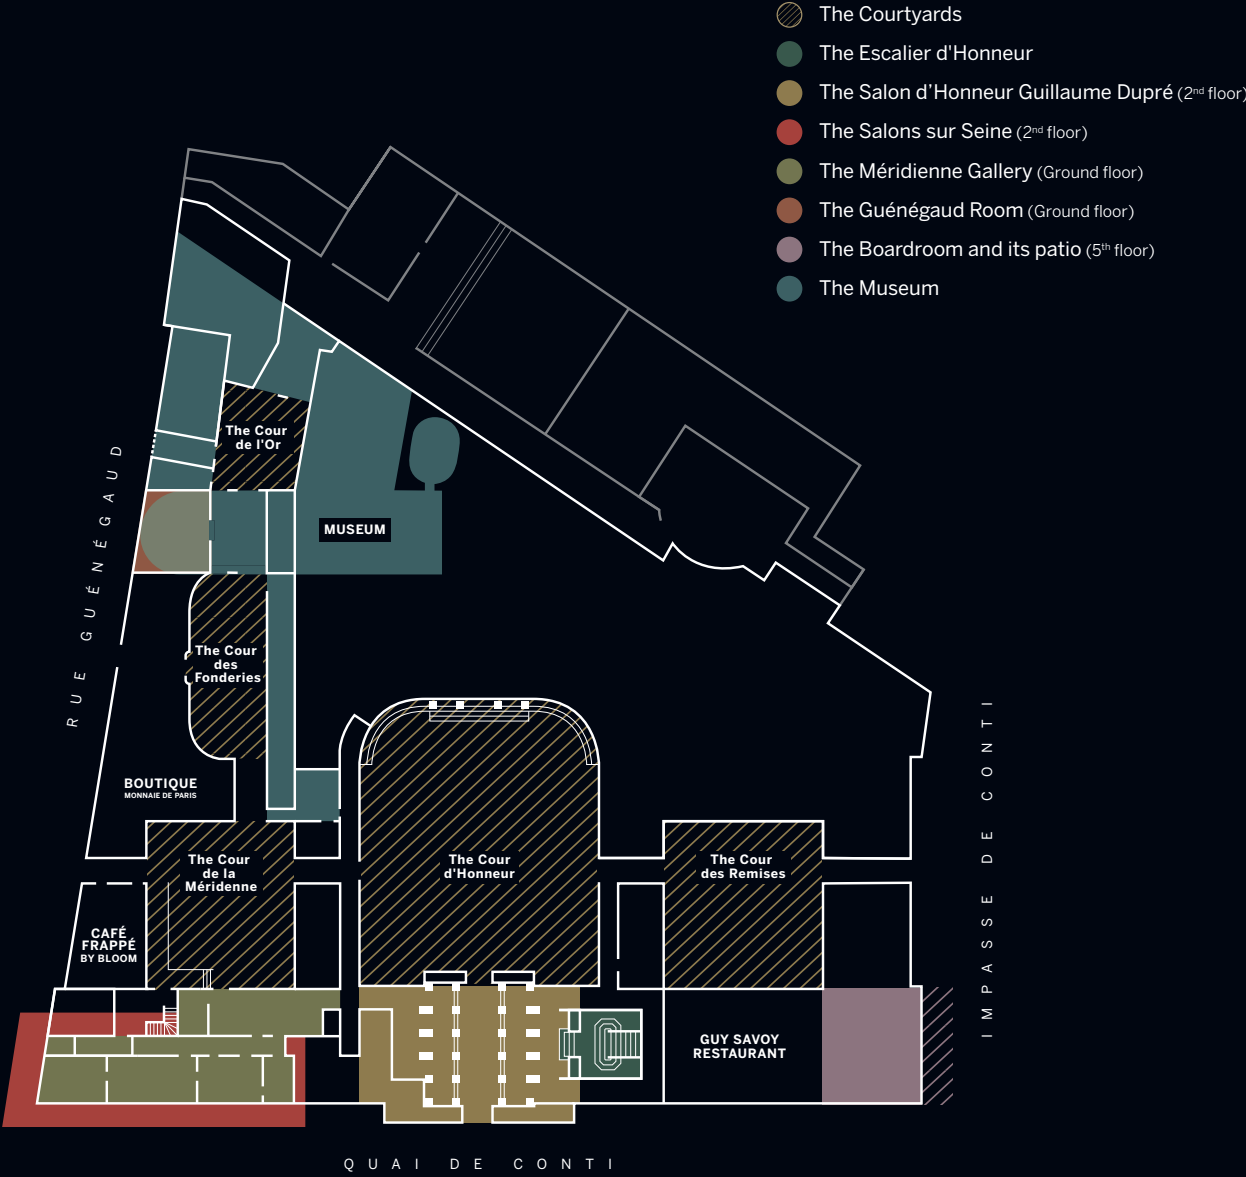 The Courtyards
The Escalier d'Honneur
The Salon d’Honneur Guillaume Dupré (2nd floor)
The Salons sur Seine (2nd floor)
The Méridienne Gallery (Ground floor)
The Guénégaud Room (Ground floor)
The Boardroom and its patio (5th floor)
The Museum
The Cour
de l'Or
MUSEUM
RUE GUÉNÉGAUD
The Cour
des
Fonderies
BOUTIQUE
MONNAIE DE PARIS
The Cour
de la
Méridenne
The Cour
d'Honneur
The Cour
des Remises
IMPASSE DE CONTI
CAFÉ
FRAPPÉ
BY BLOOM
GUY SAVOY
RESTAURANT
QUAI DE CONTI